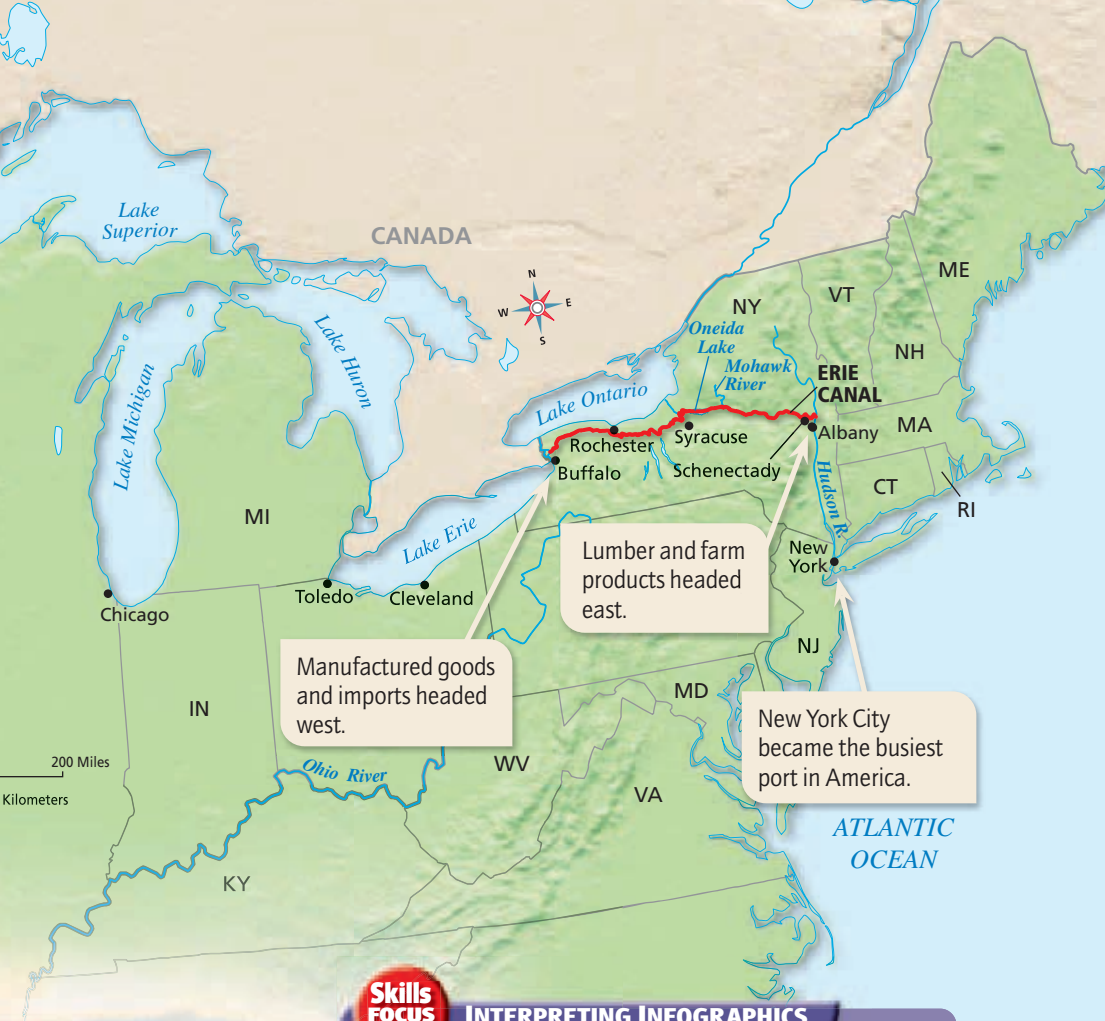 Lake
Superior
CANADA
N
W
E
S
Lake Michigan
Lake Huron
NY
VT
ME
NH
Oneida
Lake
Mohawk
River
ERIE
CANAL
Lake Ontario
Rochester
Syracuse
Albany
MA
Buffalo
Schenectady
CT
RI
Hudson R.
MI
Lake Erie
Lumber and farm
products headed
east.
New
York
Toledo
Cleveland
Chicago
NJ
Manufactured goods
and imports headed
west.
MD
IN
New York City
became the busiest
port in America.
200 Miles
Kilometers
Ohio River
WV
VA
ATLANTIC
OCEAN
KY
Skills
FOCUS
INTERPRETING INFOGRAPHICS